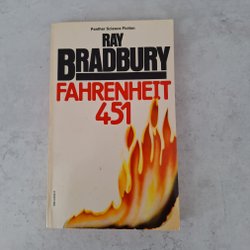 Panther Science Fiction
RAY
BRADBURY
FAHRENHEIT
451